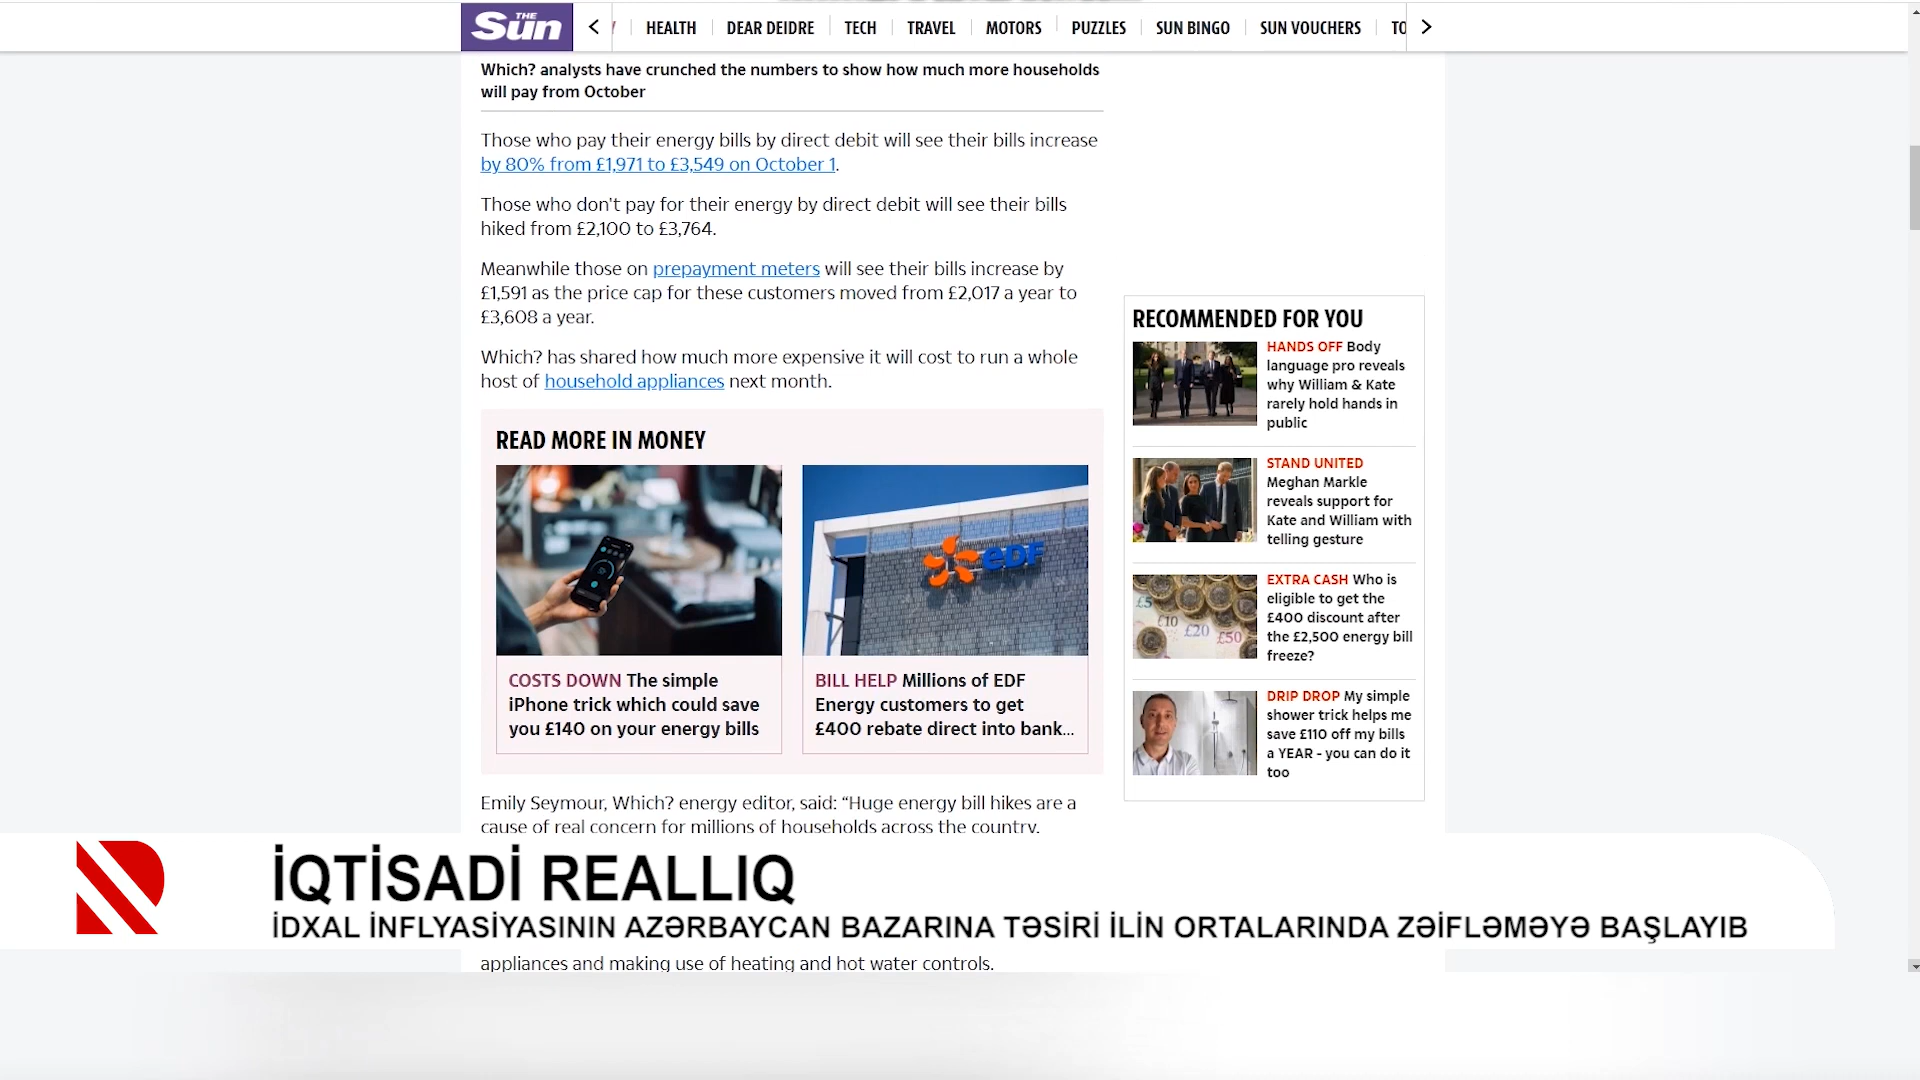 THE Sun
HEALTH DEAR DEIDRE TECH TRAVEL MOTORS PUZZLES SUN BINGO SUN VOUCHERS TO
Which? analysts have crunched the numbers to show how much more households
will pay from October
Those who pay their energy bills by direct debit will see their bills increase
by 80% from £1,971 to £3,549 on October 1.
Those who don't pay for their energy by direct debit will see their bills
hiked from £2,100 to £3,764.
Meanwhile those on prepayment meters will see their bills increase by
£1,591 as the price cap for these customers moved from £2,017 a year to
£3,608 a year.
Which? has shared how much more expensive it will cost to run a whole
host of household appliances next month.
READ MORE IN MONEY
eDF
COSTS DOWN The simple
iPhone trick which could save
you £140 on your energy bills
BILL HELP Millions of EDF
Energy customers to get
£400 rebate direct into bank...
Emily Seymour, Which? energy editor, said: “Huge energy bill hikes are a
cause of real concern for millions of households across the country.
RECOMMENDED FOR YOU
HANDS OFF Body
language pro reveals
why William & Kate
rarely hold hands in
public
STAND UNITED
Meghan Markle
reveals support for
Kate and William with
telling gesture
£5
£10
£20
£50
EXTRA CASH Who is
eligible to get the
£400 discount after
the £2,500 energy bill
freeze?
DRIP DROP My simple
shower trick helps me
save £110 off my bills
a YEAR - you can do it
too
İQTİSADİ REALLIQ
İDXAL İNFLYASİYASININ AZƏRBAYCAN BAZARINA TƏSİRİ İLİN ORTALARINDA ZƏİFLƏMƏYƏ BAŞLAYIB
appliances and making use of heating and hot water controls.